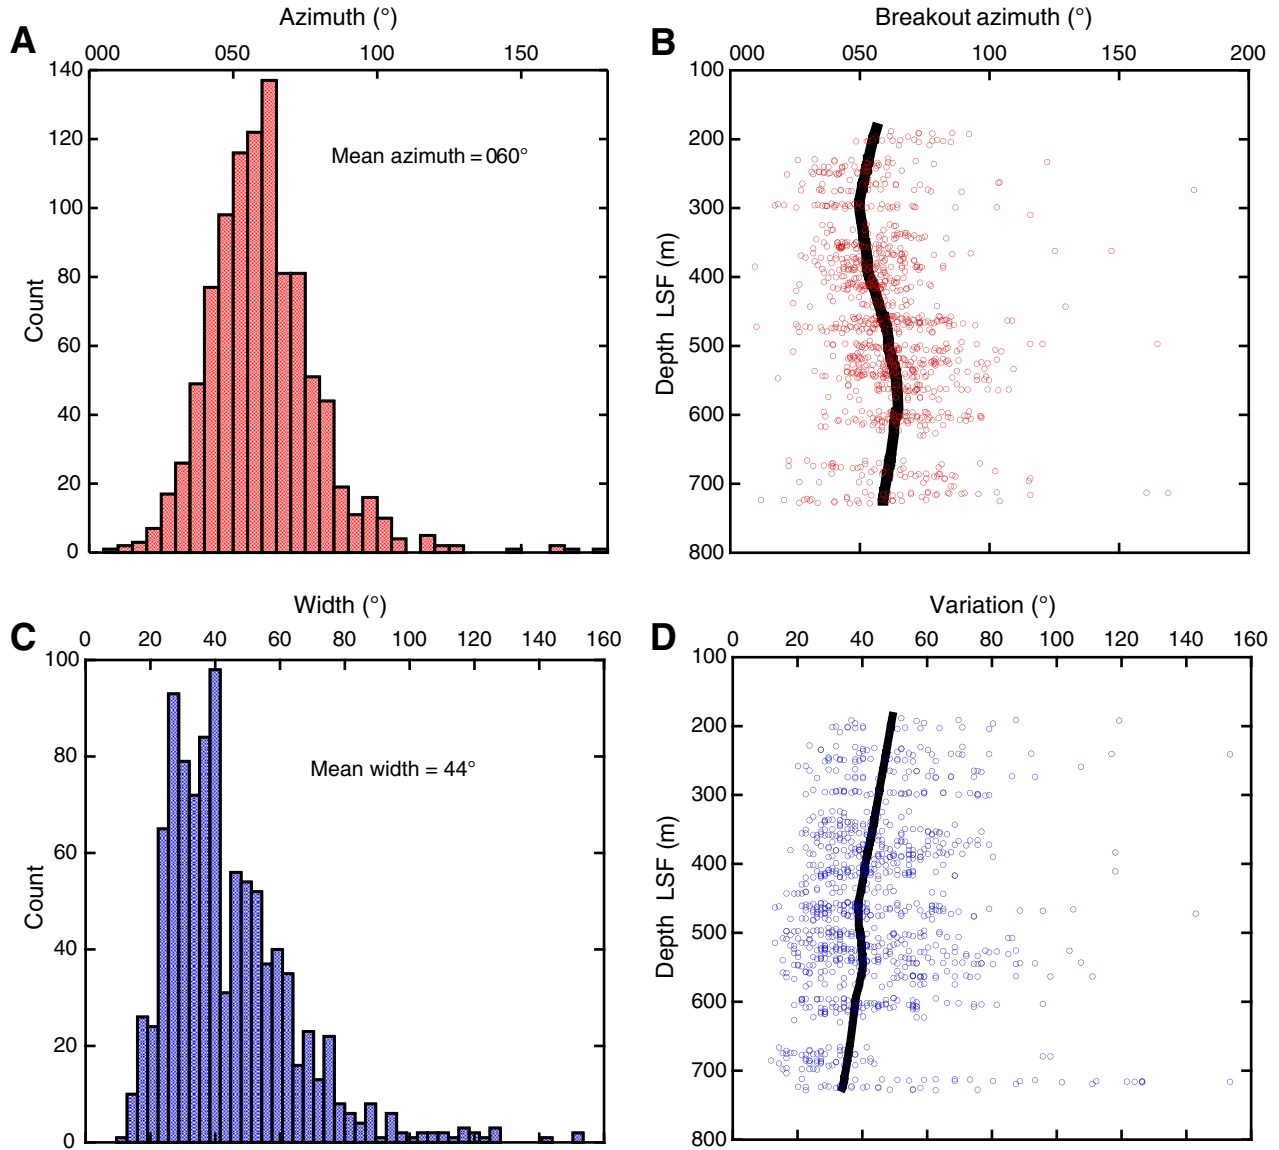 A
Azimuth (°)
000 050 100 150
140
120
100
80
60
40
20
0
Count
Mean azimuth = 060°
B
Breakout azimuth (°)
000 050 100 150 200
100
200
300
400
500
600
700
800
Depth LSF (m)
C
Width (°)
0 20 40 60 80 100 120 140 160
100
80
60
40
20
0
Count
Mean width = 44°
D
Variation (°)
0 20 40 60 80 100 120 140 160
100
200
300
400
500
600
700
800
Depth LSF (m)